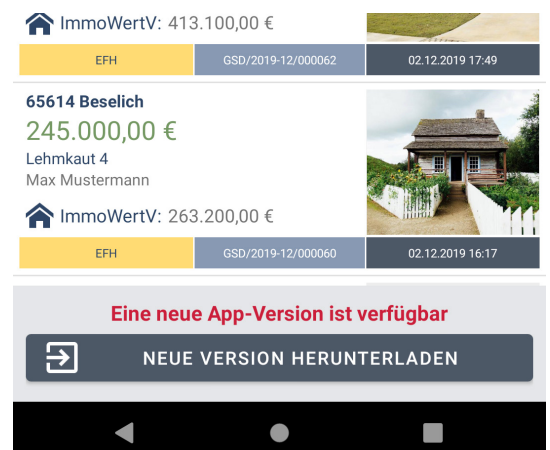 ImmoWertV: 413.100,00 €
EFH GSD/2019-12/000062 02.12.2019 17:49
65614 Beselich
245.000,00 €
Lehmkaut 4
Max Mustermann
ImmoWertV: 263.200,00 €
EFH GSD/2019-12/000060 02.12.2019 16:17
Eine neue App-Version ist verfügbar
NEUE VERSION HERUNTERLADEN